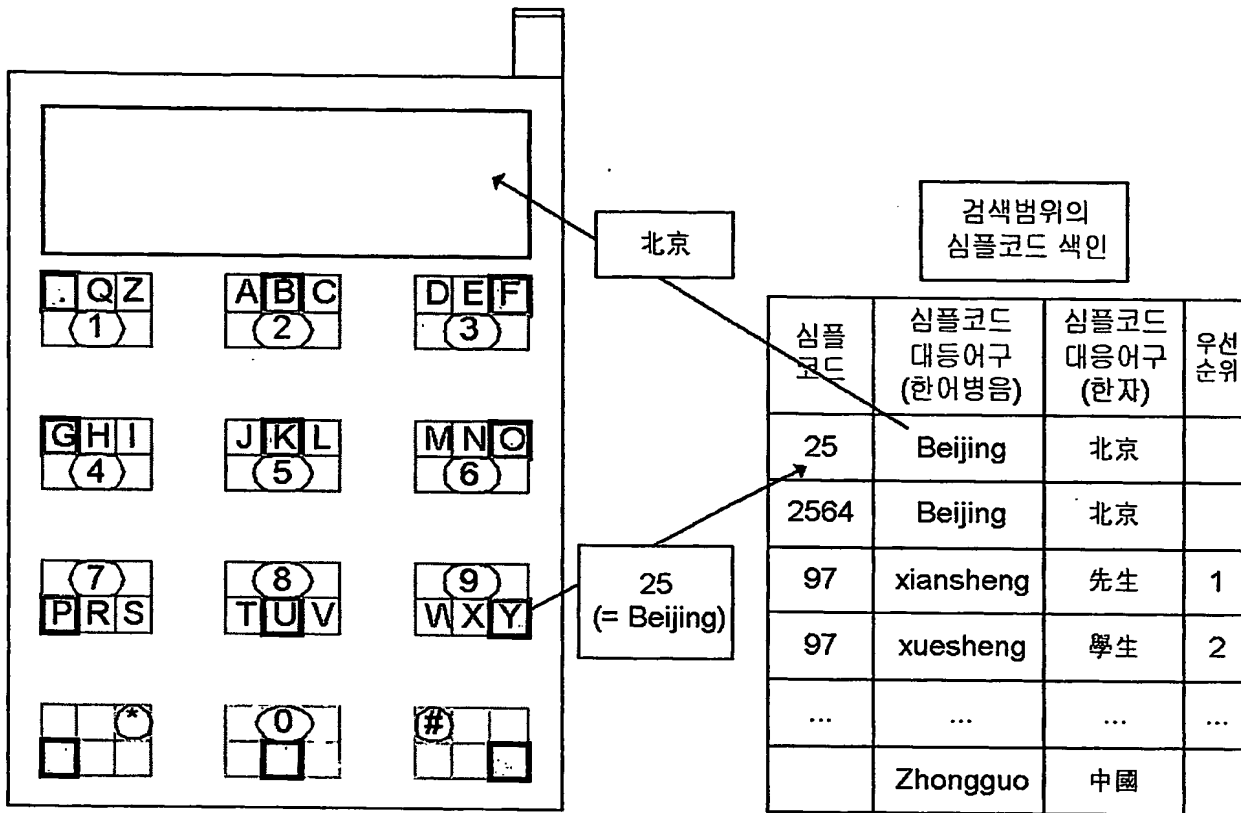 . Q Z
1
A B C
2
D E F
3
G H I
4
J K L
5
M N O
6
7
P R S
8
T U V
9
W X Y
*
0
#
北京
25
(= Beijing)
검색범위의
심플코드 색인
심플
코드
심플코드
대등어구
(한어병음)
심플코드
대응어구
(한자)
우선
순위
25 Beijing 北京
2564 Beijing 北京
97 xiansheng 先生 1
97 xuesheng 學生 2
... ... ... ...
Zhongguo 中國